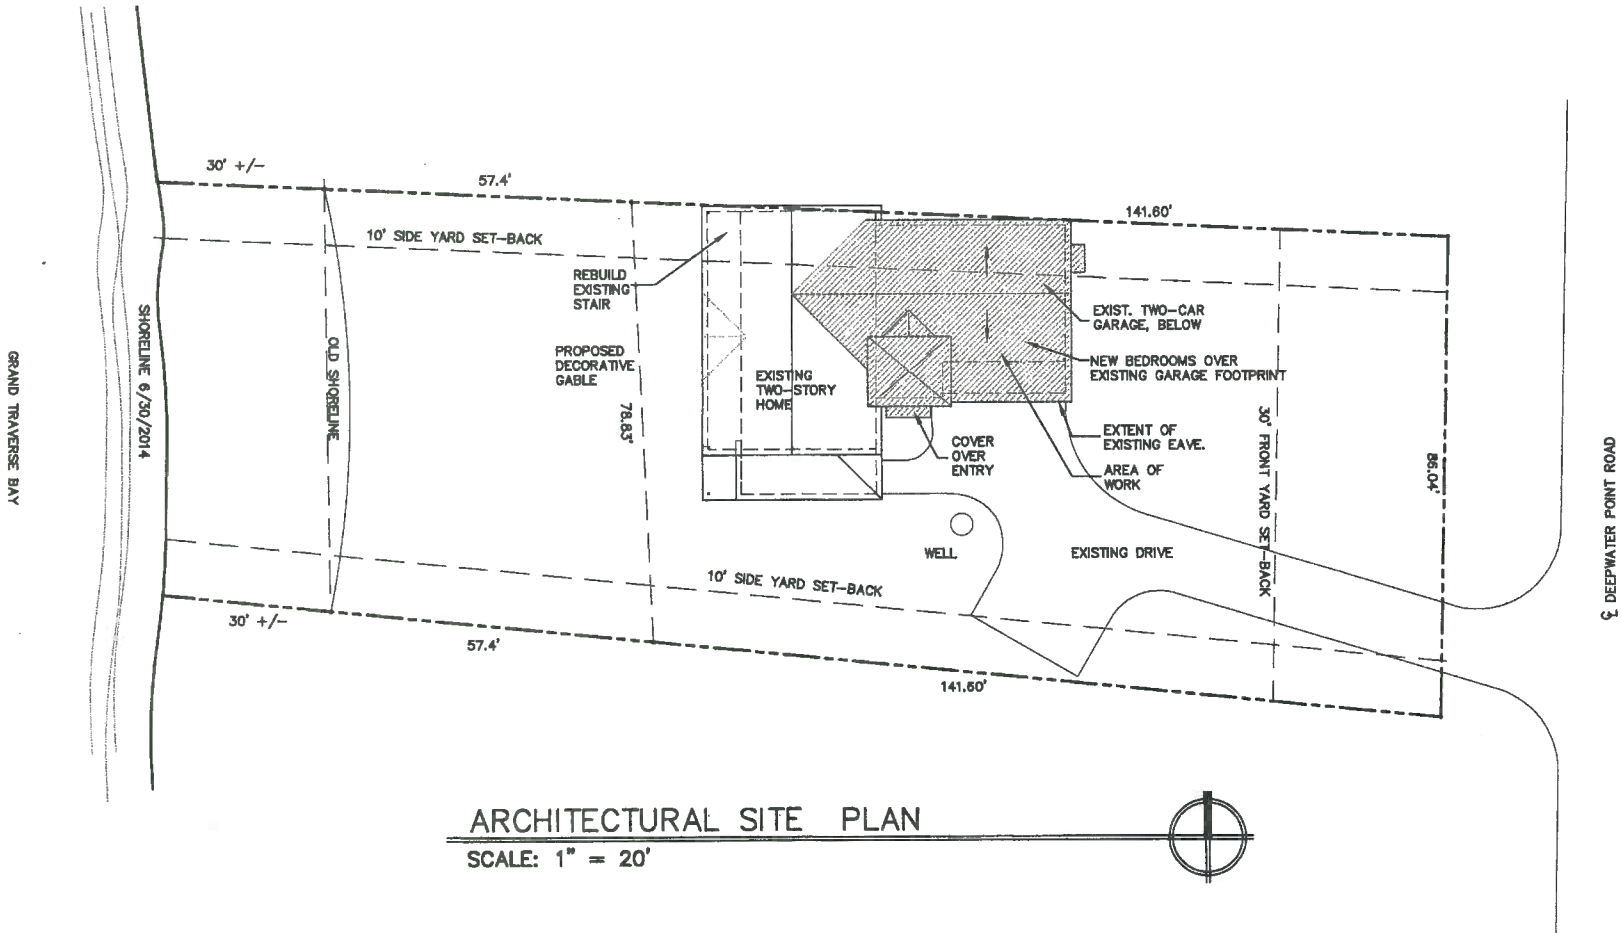 30' +/-
57.4'
141.60'
10' SIDE YARD SET-BACK
REBUILD
EXISTING
STAIR
EXIST. TWO-CAR
GARAGE, BELOW
SHORELINE 6/30/2014
OLD SHORELINE
GRAND TRAVERSE BAY
PROPOSED
DECORATIVE
GABLE
78.83'
EXISTING
TWO-STORY
HOME
NEW BEDROOMS OVER
EXISTING GARAGE FOOTPRINT
EXTENT OF
EXISTING EAVE.
COVER
OVER
ENTRY
AREA OF
WORK
30' FRONT YARD SET-BACK
86.04'
℄ DEEPWATER POINT ROAD
WELL
EXISTING DRIVE
10' SIDE YARD SET-BACK
30' +/-
57.4'
141.60'
ARCHITECTURAL SITE PLAN
SCALE: 1" = 20'